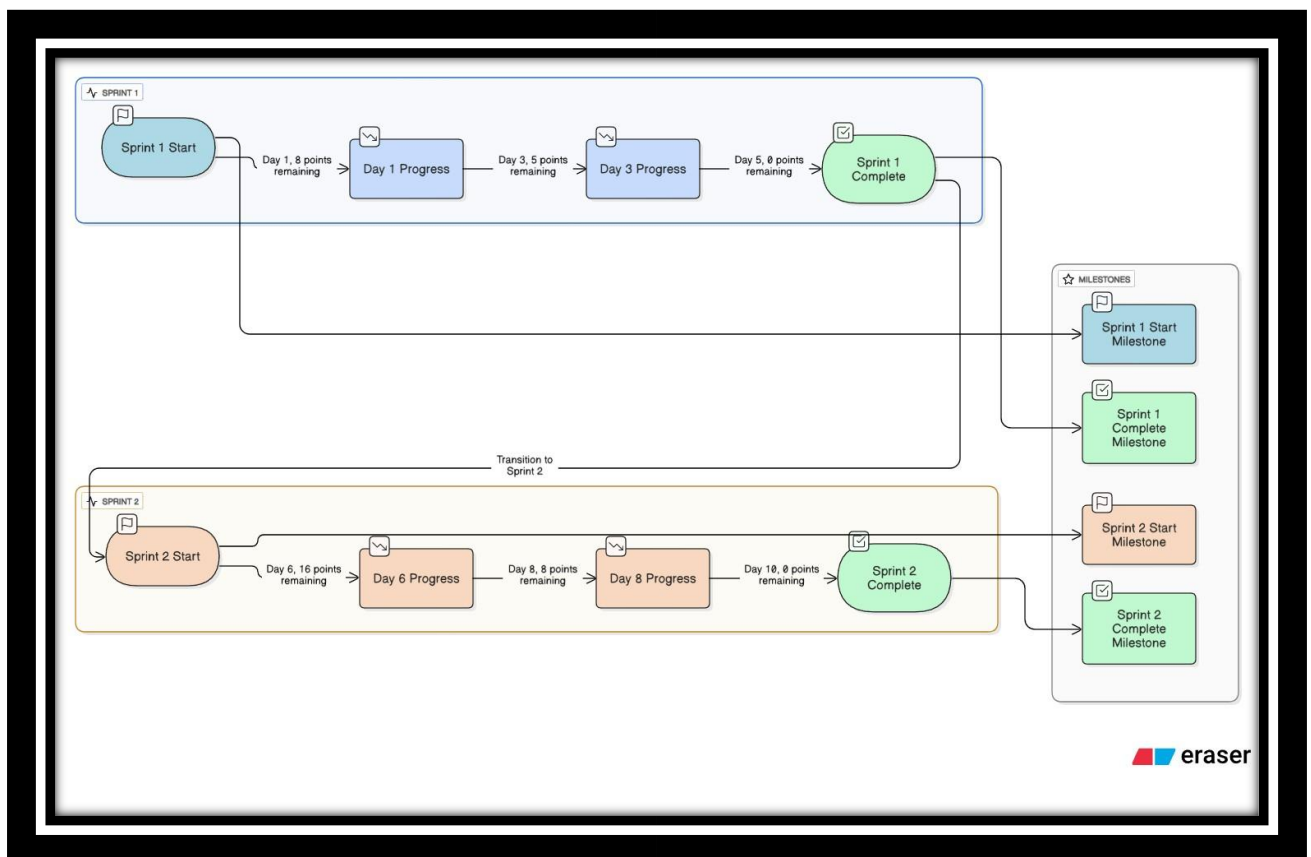 SPRINT 1
Sprint 1 Start
Day 1, 8 points
remaining
Day 1 Progress
Day 3, 5 points
remaining
Day 3 Progress
Day 5, 0 points
remaining
Sprint 1
Complete
MILESTONES
Sprint 1 Start
Milestone
Sprint 1
Complete
Milestone
Transition to
Sprint 2
SPRINT 2
Sprint 2 Start
Day 6, 16 points
remaining
Day 6 Progress
Day 8, 8 points
remaining
Day 8 Progress
Day 10, 0 points
remaining
Sprint 2
Complete
Sprint 2 Start
Milestone
Sprint 2
Complete
Milestone
eraser